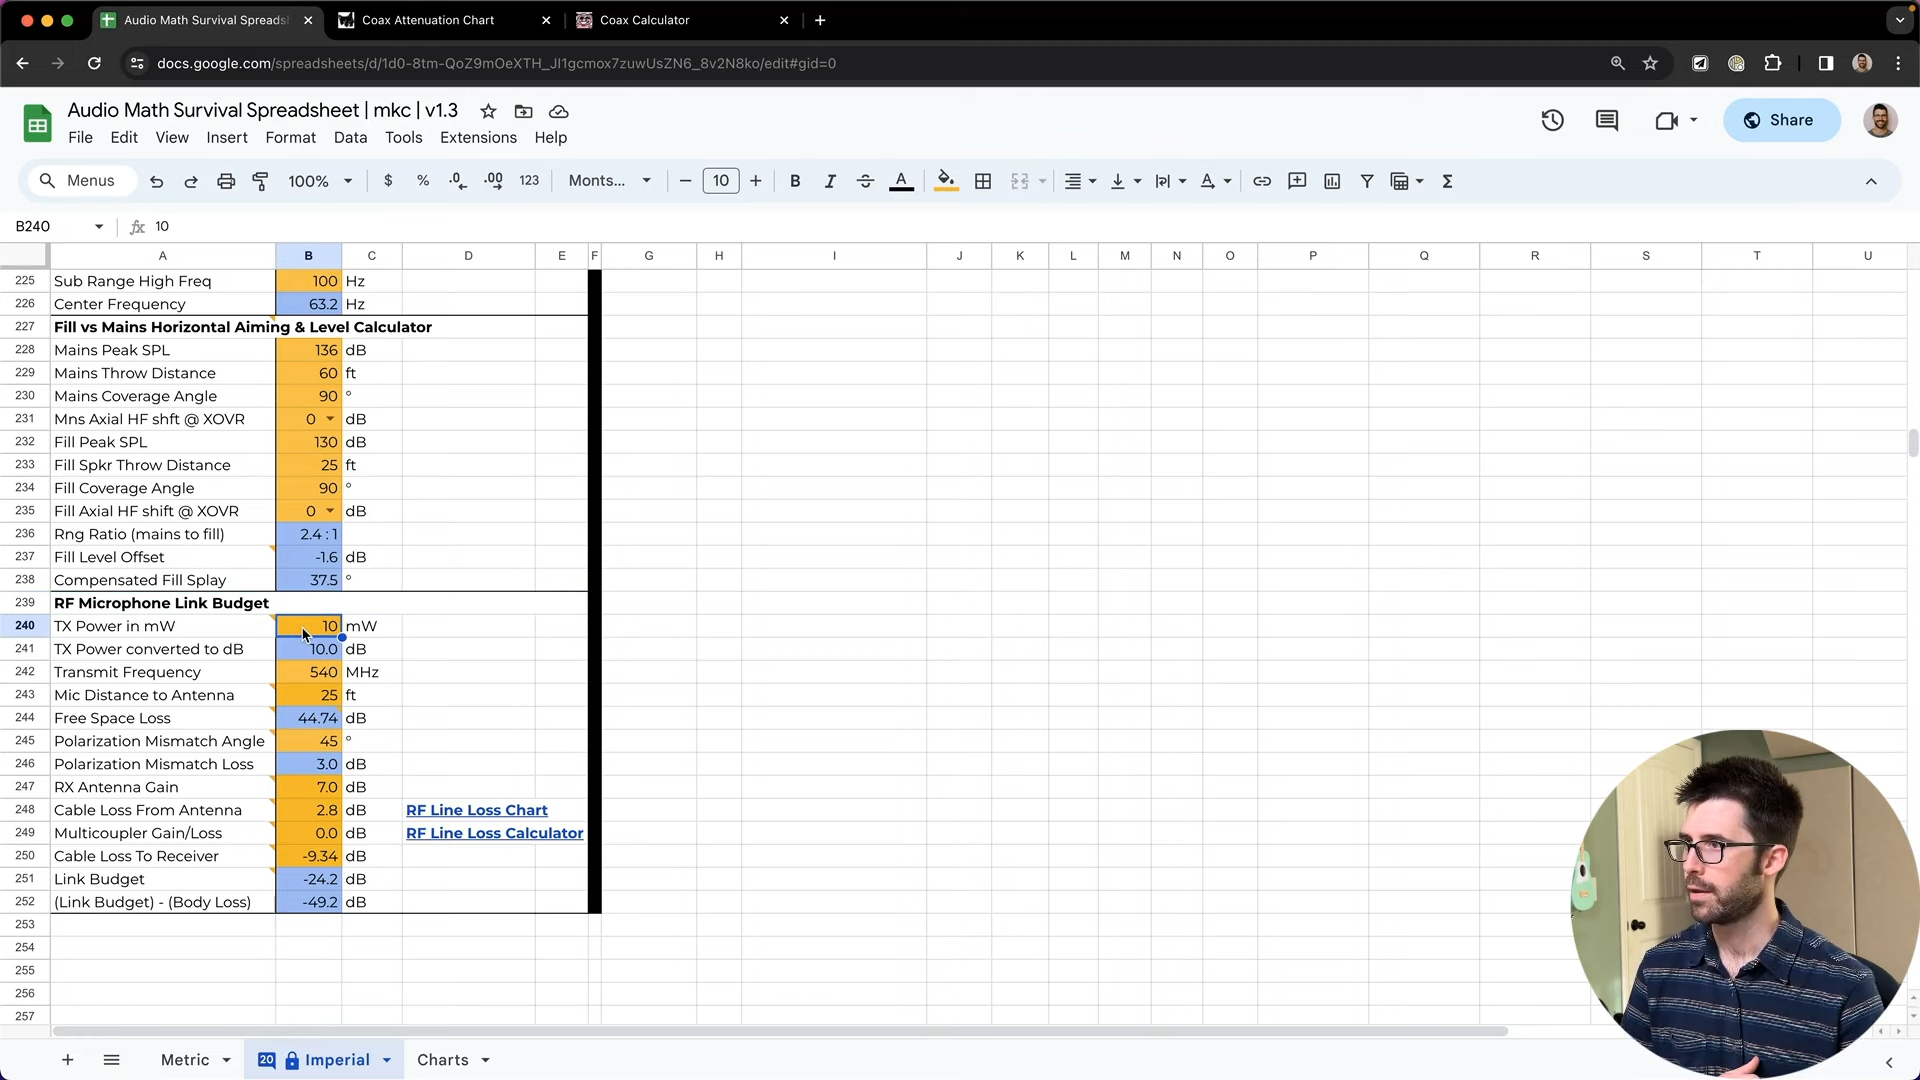 Audio Math Survival Spreadsh
Coax Attenuation Chart
Coax Calculator
docs.google.com/spreadsheets/d/1d0-8tm-QoZ9mOeXTH_JI1gcmox7zuwUsZN6_8v2N8ko/edit#gid=0
Audio Math Survival Spreadsheet | mkc | v1.3
File Edit View Insert Format Data Tools Extensions Help
Share
Menus 100% $ % .0 .00 123 Monts... 10 B I A
B240 fx 10
A B C D E F G H I J K L M N O P Q R S T U
225 Sub Range High Freq 100 Hz
226 Center Frequency 63.2 Hz
227 Fill vs Mains Horizontal Aiming & Level Calculator
228 Mains Peak SPL 136 dB
229 Mains Throw Distance 60 ft
230 Mains Coverage Angle 90 °
231 Mns Axial HF shft @ XOVR 0 dB
232 Fill Peak SPL 130 dB
233 Fill Spkr Throw Distance 25 ft
234 Fill Coverage Angle 90 °
235 Fill Axial HF shift @ XOVR 0 dB
236 Rng Ratio (mains to fill) 2.4 : 1
237 Fill Level Offset -1.6 dB
238 Compensated Fill Splay 37.5 °
239 RF Microphone Link Budget
240 TX Power in mW 10 mW
241 TX Power converted to dB 10.0 dB
242 Transmit Frequency 540 MHz
243 Mic Distance to Antenna 25 ft
244 Free Space Loss 44.74 dB
245 Polarization Mismatch Angle 45 °
246 Polarization Mismatch Loss 3.0 dB
247 RX Antenna Gain 7.0 dB
248 Cable Loss From Antenna 2.8 dB RF Line Loss Chart
249 Multicoupler Gain/Loss 0.0 dB RF Line Loss Calculator
250 Cable Loss To Receiver -9.34 dB
251 Link Budget -24.2 dB
252 (Link Budget) - (Body Loss) -49.2 dB
253
254
255
256
257
Metric 20 Imperial Charts